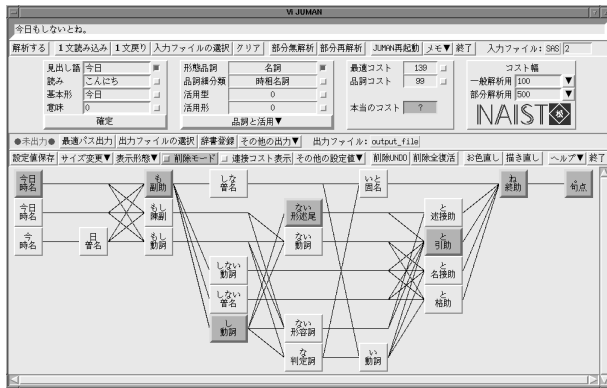 VI JUMAN
今日もしないとね。
解析する 1文読み込み 1文戻り 入力ファイルの選択 クリア 部分無解析 部分再解析 JUMAN再起動 メモ▼ 終了 入力ファイル: SAS 2
見出し語 今日
読み こんにち
基本形 今日
意味 0
確定
形態品詞 名詞
品詞細分類 時相名詞
活用型 0
活用形 0
品詞と活用▼
最適コスト 139
品詞コスト 99
本当のコスト ?
コスト幅
一般解析用 100 ▼
部分解析用 500 ▼
NAIST
●未出力● 最適パス出力 出力ファイルの選択 辞書登録 その他の出力▼ 出力ファイル: output_file
設定値保存 サイズ変更▼ 表示形態▼ 削除モード 連接コスト表示 その他の設定値▼ 削除UNDO 削除全復活 お色直し 描き直し ヘルプ▼ 終了
今日 時名
も 副助
しな 普名
いと 固名
ね 終助
句点
今日 時名
もし 陳副
ない 形述尾
と 述接助
今 時名
日 普名
もし 動詞
ない 動詞
と 引助
しない 動詞
と 名接助
しない 普名
と 格助
し 動詞
ない 形容詞
な 判定詞
い 動詞